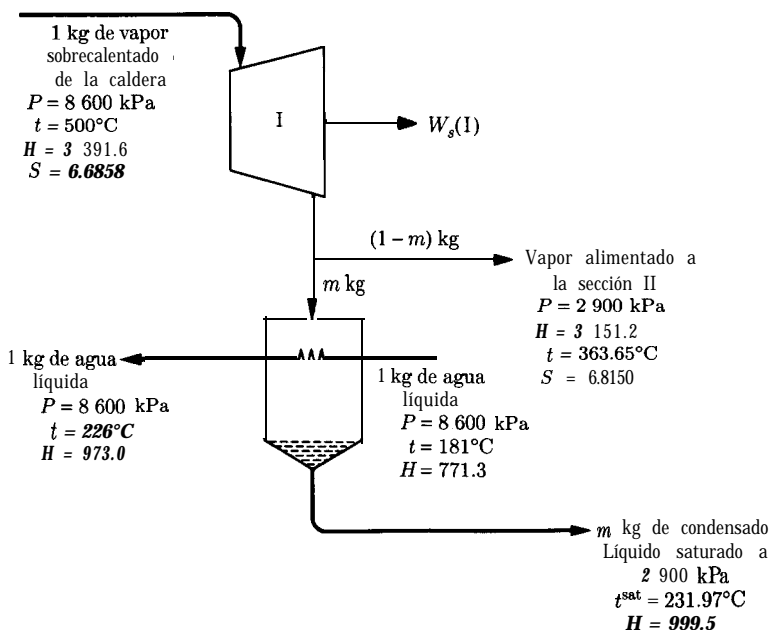 1 kg de vapor
sobrecalentado
de la caldera
P = 8 600 kPa
t = 500°C
H = 3 391.6
S = 6.6858
I
W_s(I)
(1 − m) kg
m kg
Vapor alimentado a
la sección II
P = 2 900 kPa
H = 3 151.2
t = 363.65°C
S = 6.8150
1 kg de agua
líquida
P = 8 600 kPa
t = 226°C
H = 973.0
1 kg de agua
líquida
P = 8 600 kPa
t = 181°C
H = 771.3
m kg de condensado
Líquido saturado a
2 900 kPa
t^sat = 231.97°C
H = 999.5